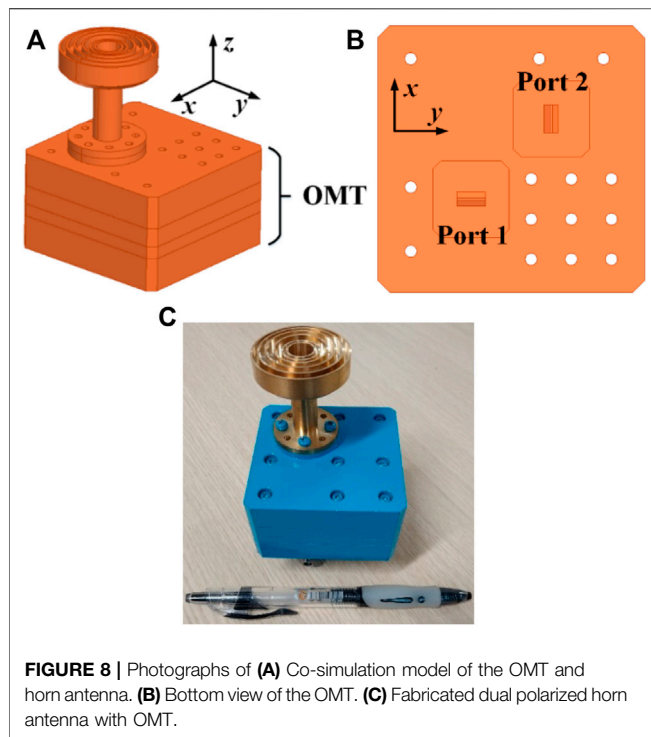 A
z
x
y
OMT
B
x
y
Port 2
Port 1
C
FIGURE 8 | Photographs of (A) Co-simulation model of the OMT and
horn antenna. (B) Bottom view of the OMT. (C) Fabricated dual polarized horn
antenna with OMT.